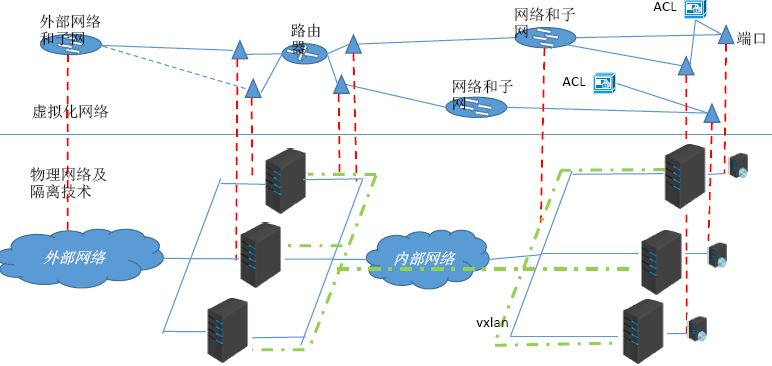 外部网络
和子网
路由
器
网络和子
网
ACL
端口
网络和子
网
ACL
虚拟化网络
物理网络及
隔离技术
外部网络
内部网络
vxlan